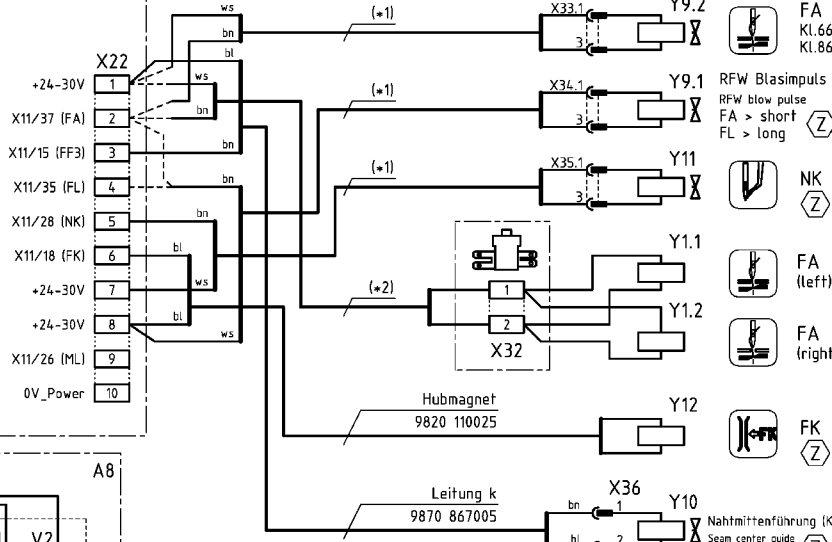 ws
bn
bl
ws
bn
bn
bn
bn
bl
ws
bl
ws
X22
+24-30V 1
X11/37 (FA) 2
X11/15 (FF3) 3
X11/35 (FL) 4
X11/28 (NK) 5
X11/18 (FK) 6
+24-30V 7
+24-30V 8
X11/26 (ML) 9
0V_Power 10
A8
V2
(*1)
X33.1
3
Y9.2
FA
Kl.66
Kl.86
(*1)
X34.1
3
Y9.1
RFW Blasimpuls
RFW blow pulse
FA > short
FL > long
Z
(*1)
X35.1
3
Y11
NK
Z
(*2)
1
2
X32
Y1.1
FA
(left)
Y1.2
FA
(right
Hubmagnet
9820 110025
Y12
FK
FK
Z
Leitung k
9870 867005
X36
bn 1
bl 2
Y10
Nahtmittenführung (K
Seam center guide